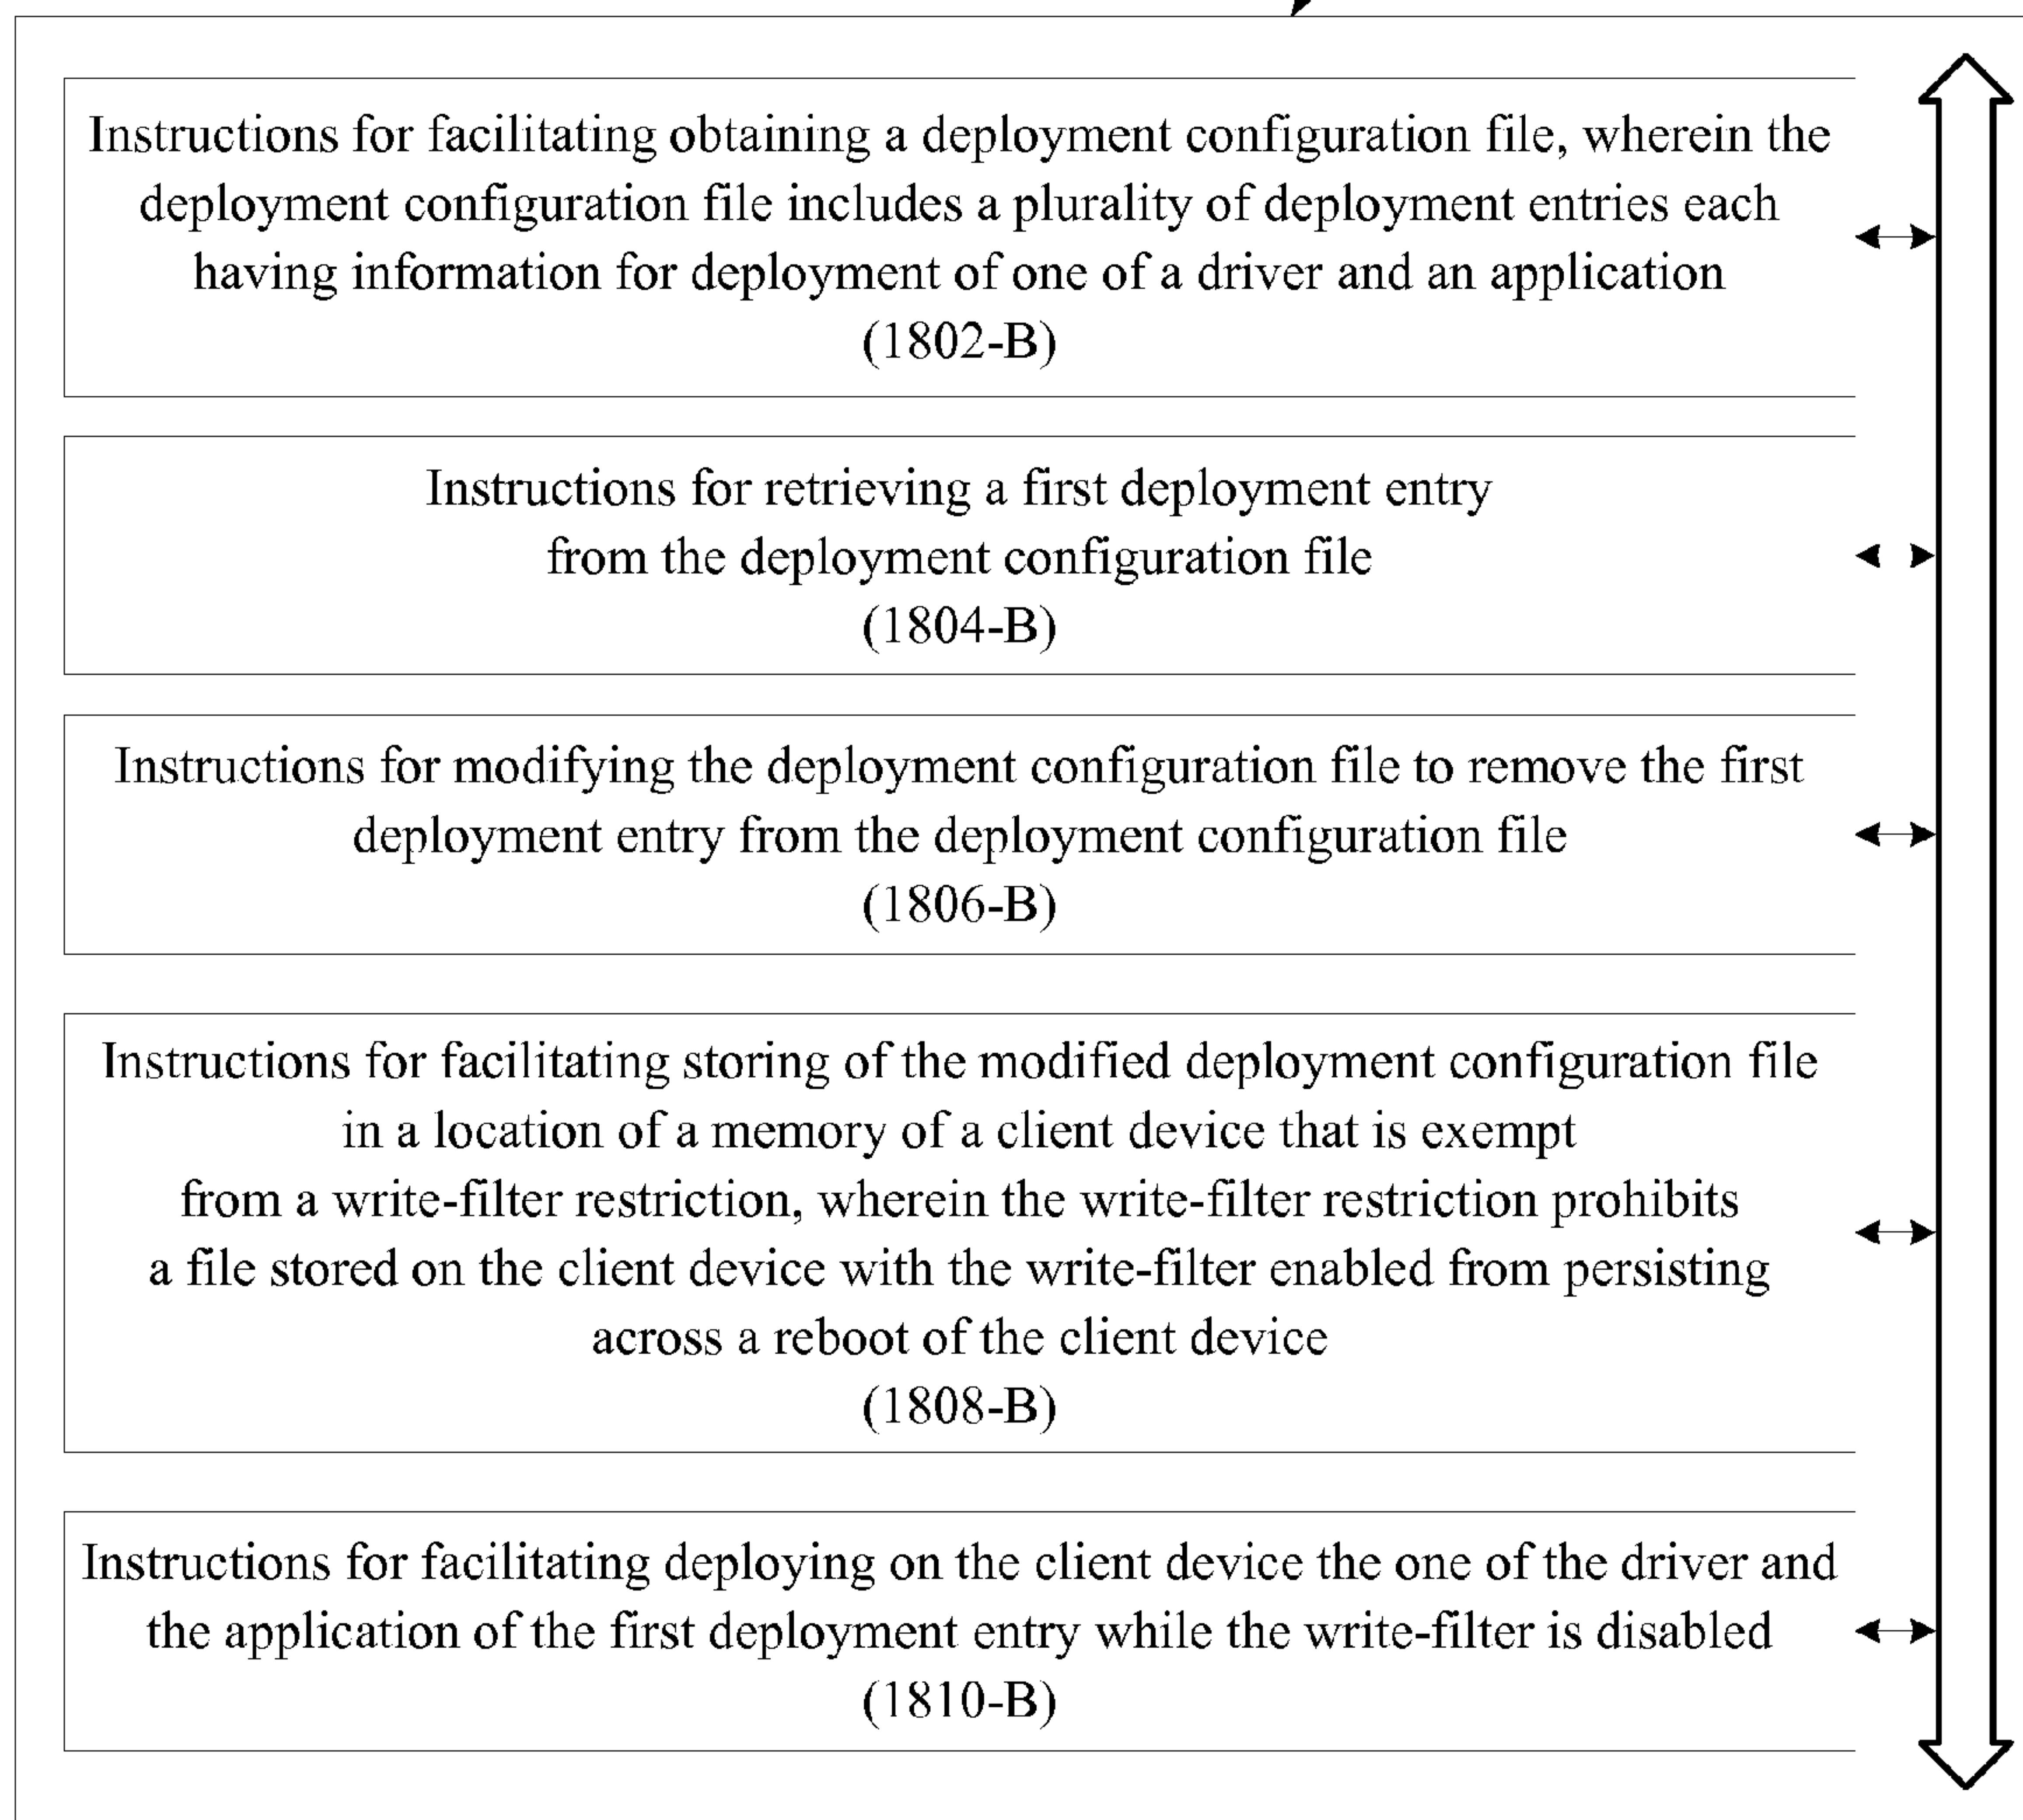 Instructions for facilitating obtaining a deployment configuration file, wherein the
deployment configuration file includes a plurality of deployment entries each
having information for deployment of one of a driver and an application
(1802-B)
Instructions for retrieving a first deployment entry
from the deployment configuration file
(1804-B)
Instructions for modifying the deployment configuration file to remove the first
deployment entry from the deployment configuration file
(1806-B)
Instructions for facilitating storing of the modified deployment configuration file
in a location of a memory of a client device that is exempt
from a write-filter restriction, wherein the write-filter restriction prohibits
a file stored on the client device with the write-filter enabled from persisting
across a reboot of the client device
(1808-B)
Instructions for facilitating deploying on the client device the one of the driver and
the application of the first deployment entry while the write-filter is disabled
(1810-B)